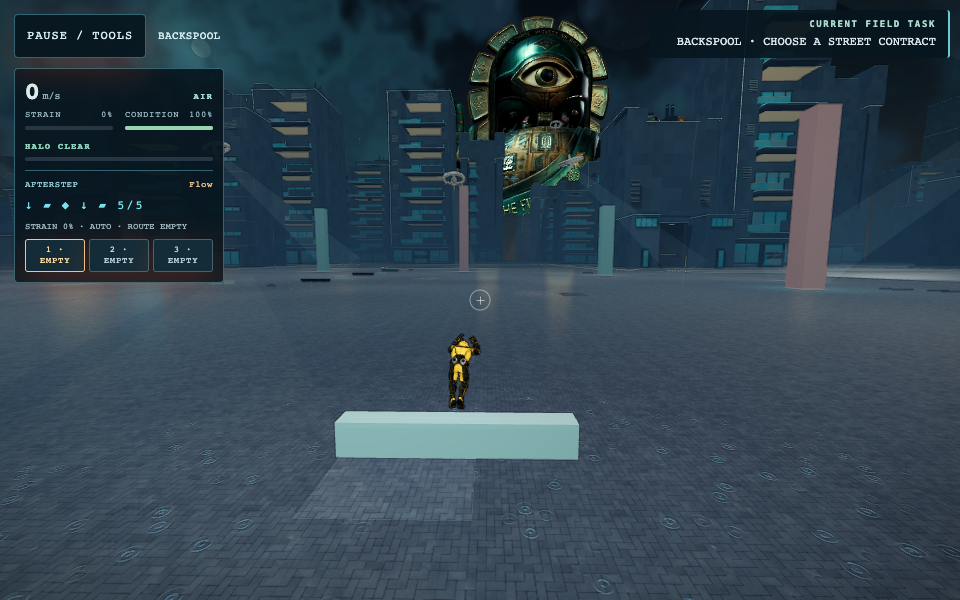 PAUSE / TOOLS
BACKSPOOL
CURRENT FIELD TASK
BACKSPOOL · CHOOSE A STREET CONTRACT
0 m/s
AIR
STRAIN 0%
CONDITION 100%
HALO CLEAR
AFTERSTEP
Flow
↓ ▰ ◆ ↓ ▰ 5/5
STRAIN 0% · AUTO · ROUTE EMPTY
1 · EMPTY
2 · EMPTY
3 · EMPTY